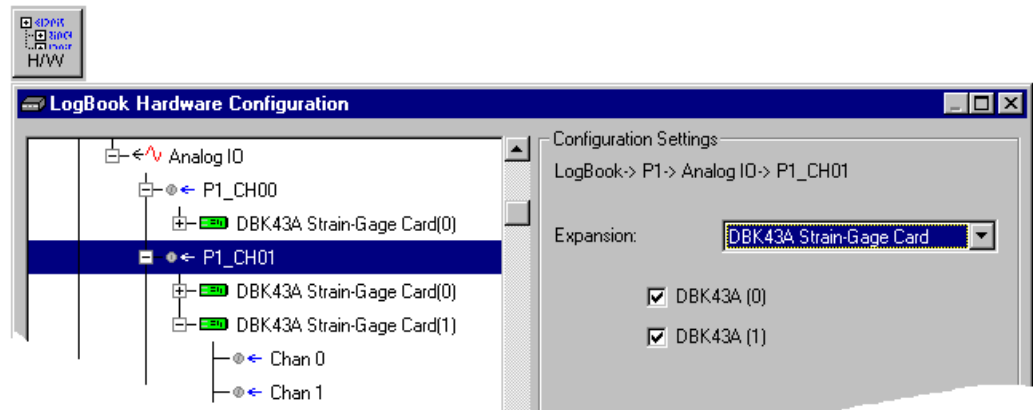 H/W
LogBook Hardware Configuration
Analog IO
P1_CH00
DBK43A Strain-Gage Card(0)
P1_CH01
DBK43A Strain-Gage Card(0)
DBK43A Strain-Gage Card(1)
Chan 0
Chan 1
Configuration Settings
LogBook-> P1-> Analog IO-> P1_CH01
Expansion: DBK43A Strain-Gage Card
DBK43A (0)
DBK43A (1)